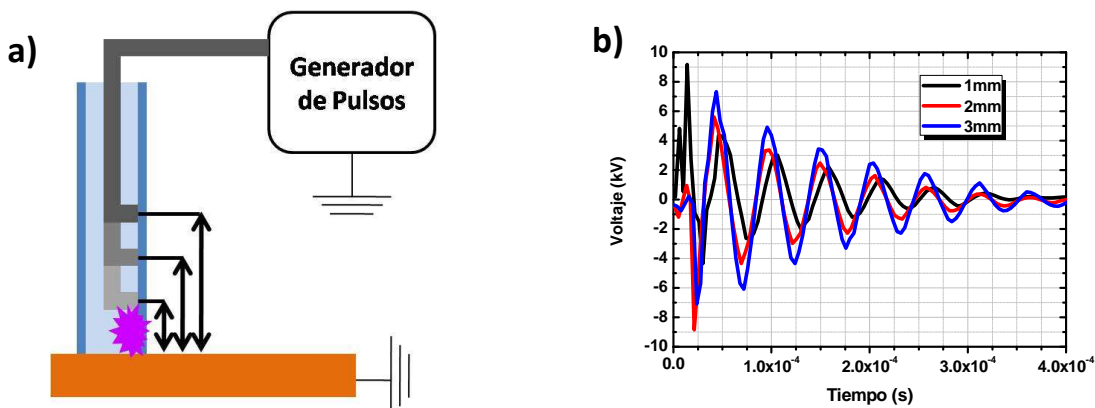 a)
Generador
de Pulsos
b)
Voltaje (kV)
10
8
6
4
2
0
-2
-4
-6
-8
-10
1mm
2mm
3mm
0.0
1.0x10⁻⁴
2.0x10⁻⁴
3.0x10⁻⁴
4.0x10⁻⁴
Tiempo (s)